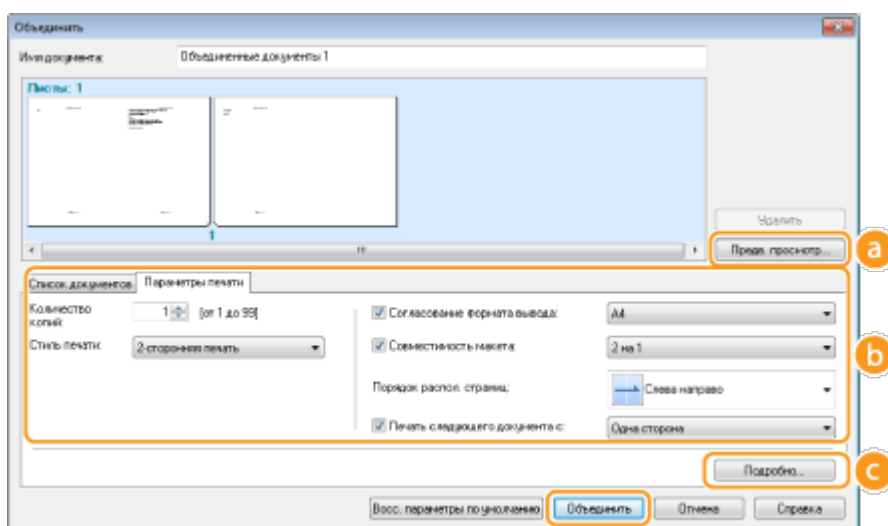 Объединить
Имя документа: Объединенные документы 1
Листы: 1
1
Удалить
Предв. просмотр... a
Список документов Параметры печати
Количество копий: 1 [от 1 до 99]
Стиль печати: 2-сторонняя печать
Согласование формата вывода: A4
Совместимость макета: 2 на 1
Порядок распол. страниц: Слева направо
Печать следующего документа с: Одна сторона
b
Подробно... c
Восс. параметры по умолчанию Объединить Отмена Справка